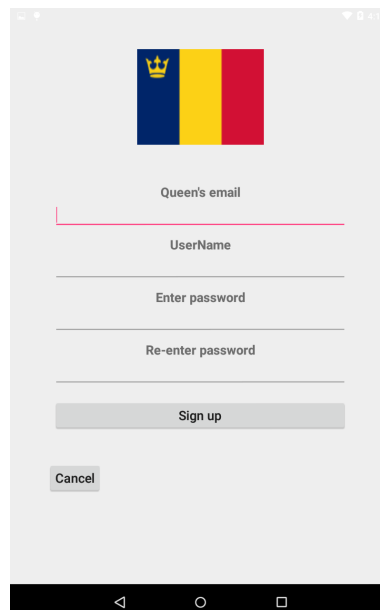 Queen's email
UserName
Enter password
Re-enter password
Sign up
Cancel